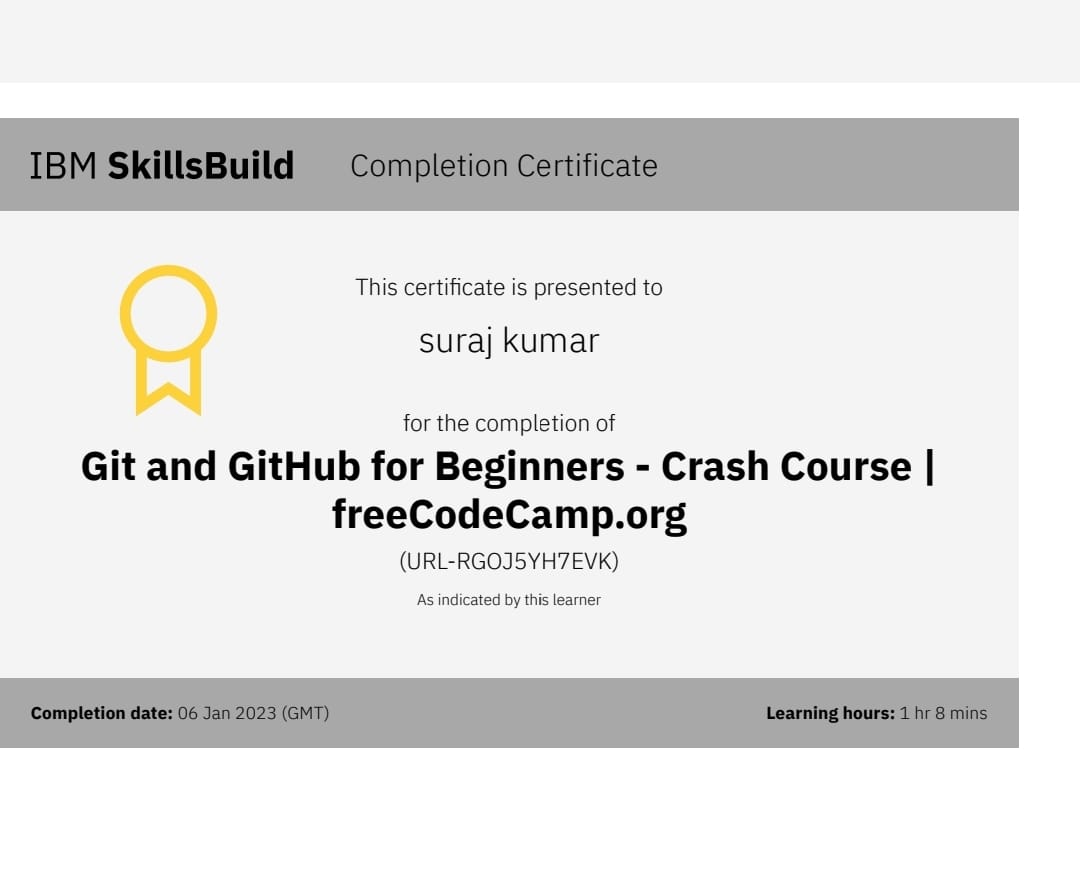 IBM SkillsBuild Completion Certificate
This certificate is presented to
suraj kumar
for the completion of
Git and GitHub for Beginners - Crash Course |
freeCodeCamp.org
(URL-RGOJ5YH7EVK)
As indicated by this learner
Completion date: 06 Jan 2023 (GMT) Learning hours: 1 hr 8 mins